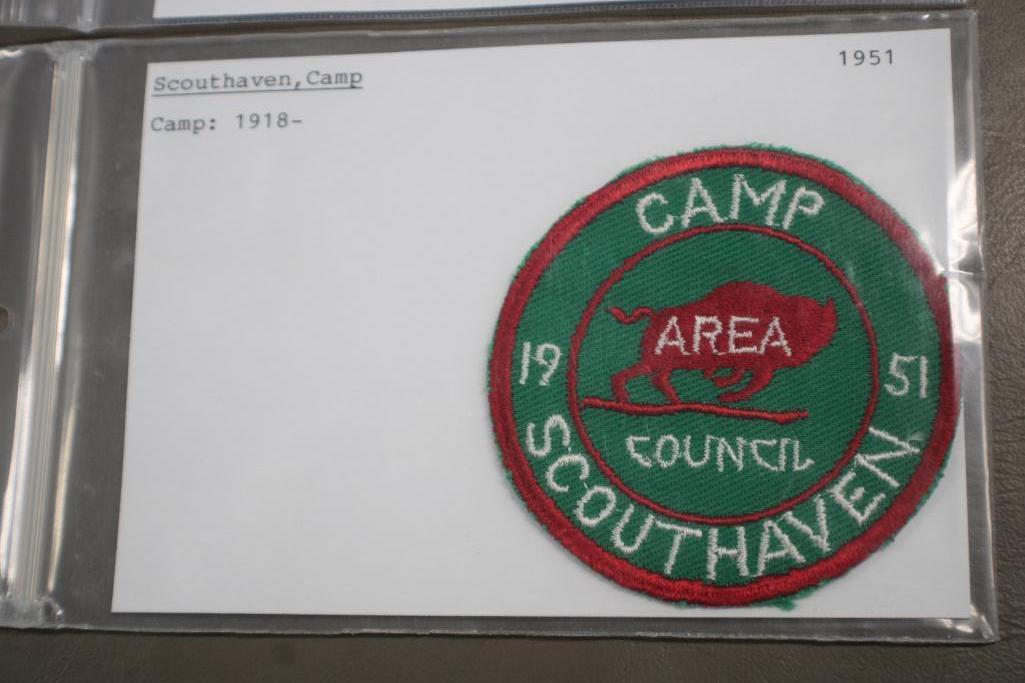 Scouthaven,Camp
1951
Camp: 1918-
CAMP
AREA
19 51
COUNCIL
SCOUTHAVEN